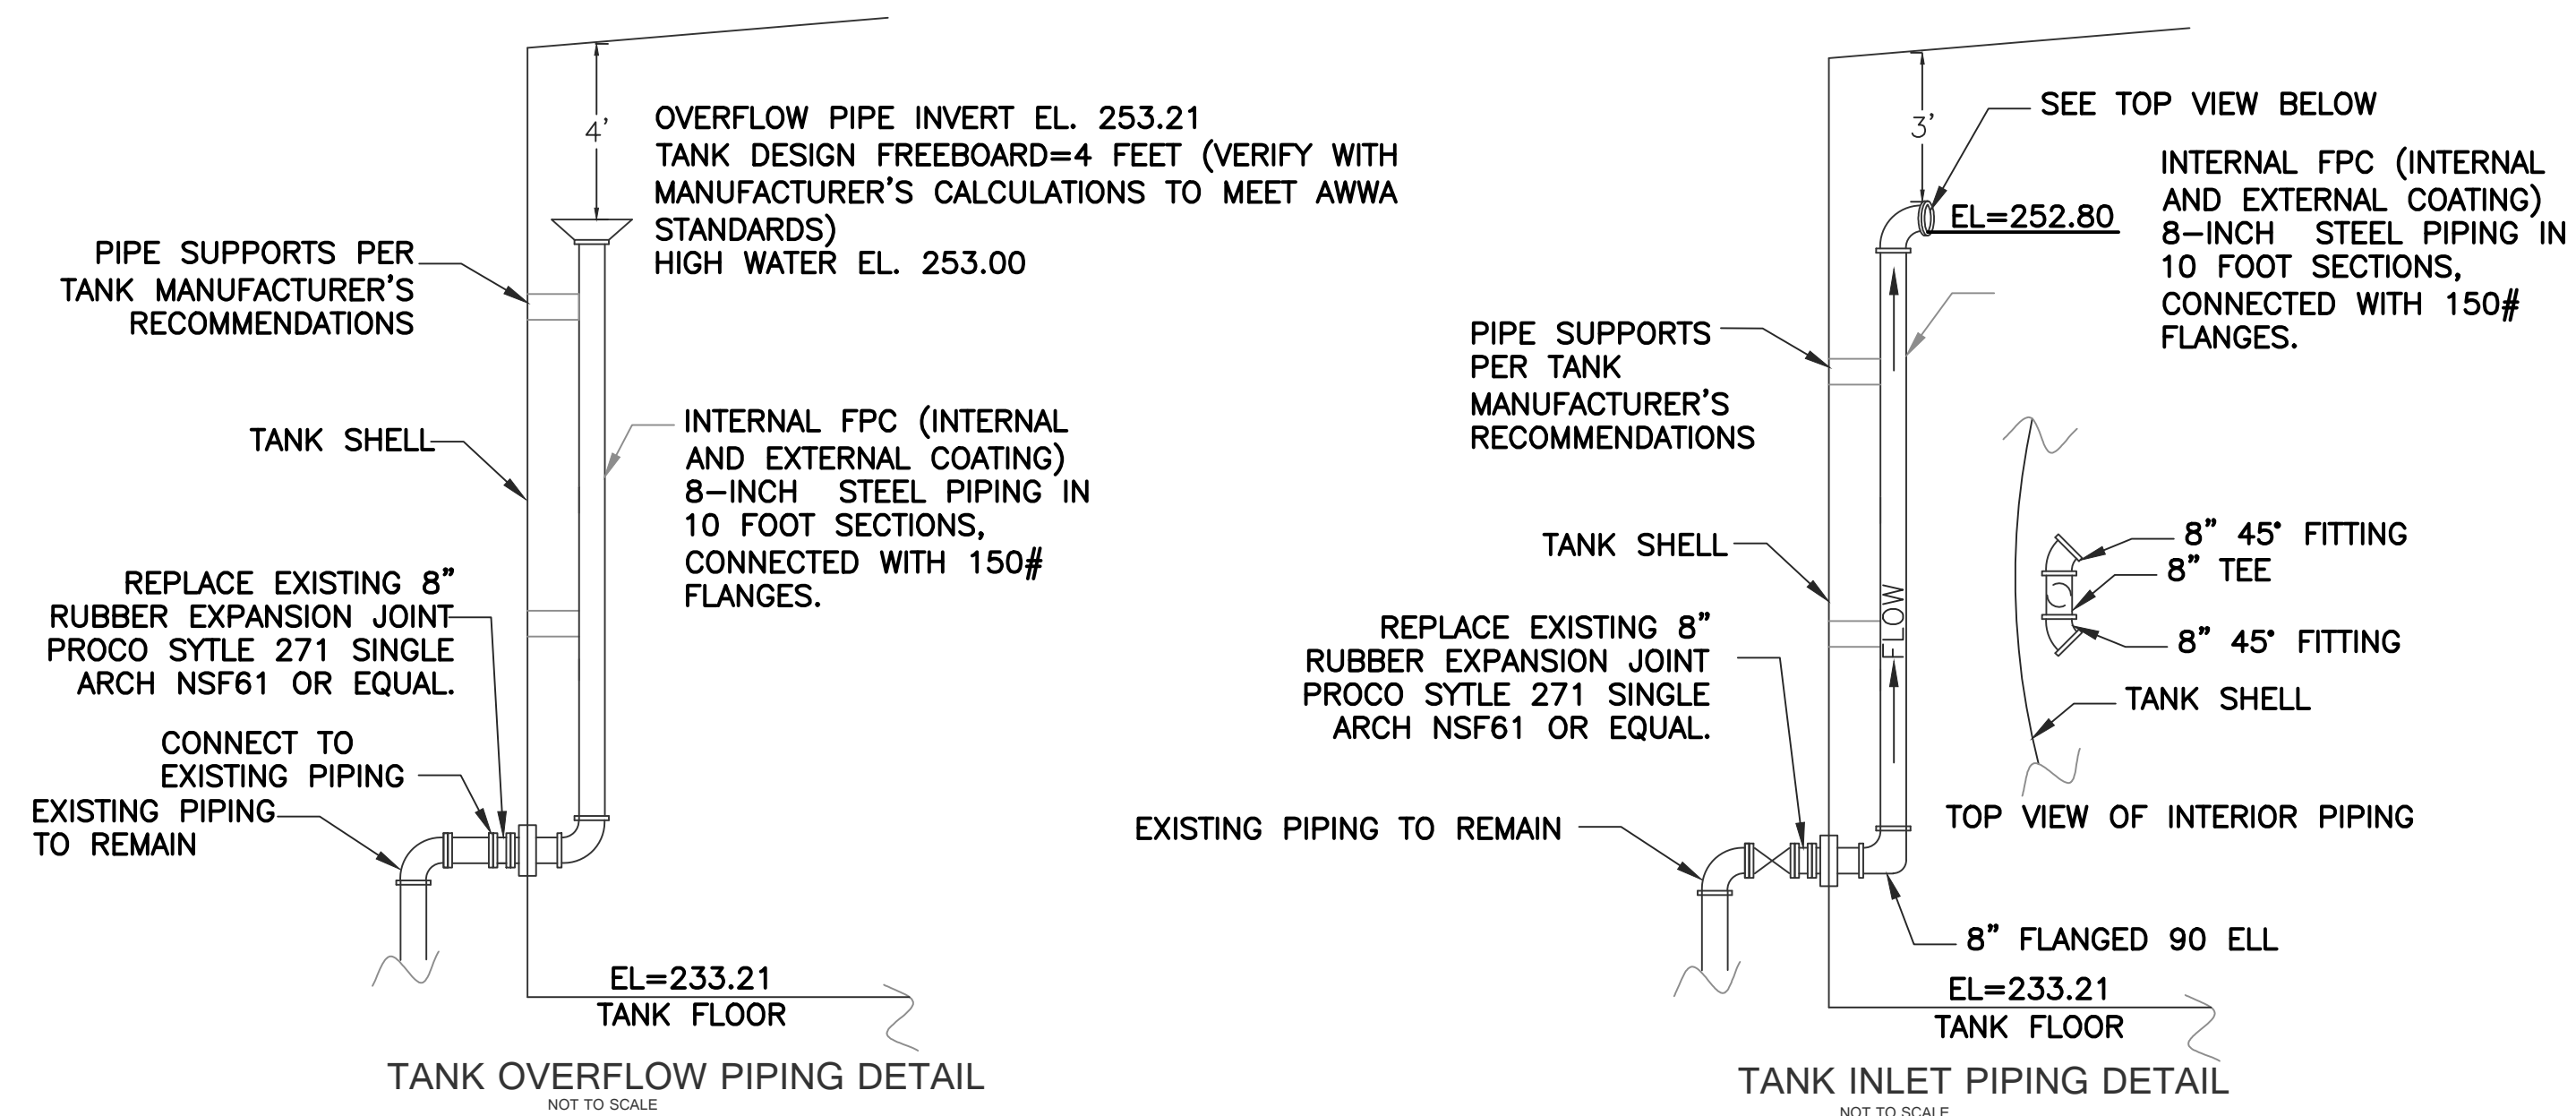 4'
OVERFLOW PIPE INVERT EL. 253.21
TANK DESIGN FREEBOARD=4 FEET (VERIFY WITH
MANUFACTURER'S CALCULATIONS TO MEET AWWA
STANDARDS)
HIGH WATER EL. 253.00
PIPE SUPPORTS PER
TANK MANUFACTURER'S
RECOMMENDATIONS
TANK SHELL
INTERNAL FPC (INTERNAL
AND EXTERNAL COATING)
8-INCH STEEL PIPING IN
10 FOOT SECTIONS,
CONNECTED WITH 150#
FLANGES.
REPLACE EXISTING 8"
RUBBER EXPANSION JOINT
PROCO SYTLE 271 SINGLE
ARCH NSF61 OR EQUAL.
CONNECT TO
EXISTING PIPING
EXISTING PIPING
TO REMAIN
EL=233.21
TANK FLOOR
TANK OVERFLOW PIPING DETAIL
NOT TO SCALE
3'
SEE TOP VIEW BELOW
EL=252.80
INTERNAL FPC (INTERNAL
AND EXTERNAL COATING)
8-INCH STEEL PIPING IN
10 FOOT SECTIONS,
CONNECTED WITH 150#
FLANGES.
PIPE SUPPORTS
PER TANK
MANUFACTURER'S
RECOMMENDATIONS
TANK SHELL
FLOW
REPLACE EXISTING 8"
RUBBER EXPANSION JOINT
PROCO SYTLE 271 SINGLE
ARCH NSF61 OR EQUAL.
EXISTING PIPING TO REMAIN
8" 45° FITTING
8" TEE
8" 45° FITTING
TANK SHELL
TOP VIEW OF INTERIOR PIPING
8" FLANGED 90 ELL
EL=233.21
TANK FLOOR
TANK INLET PIPING DETAIL
NOT TO SCALE